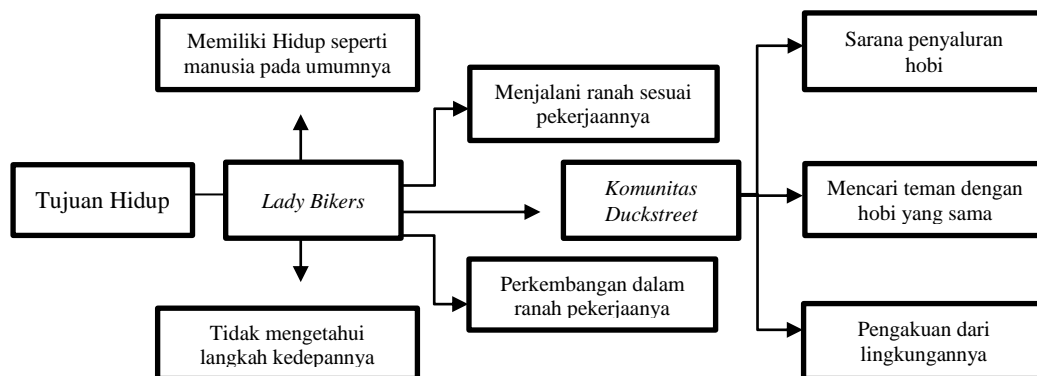 Memiliki Hidup seperti
manusia pada umumnya
Sarana penyaluran
hobi
Menjalani ranah sesuai
pekerjaannya
Tujuan Hidup
Lady Bikers
Komunitas
Duckstreet
Mencari teman dengan
hobi yang sama
Perkembangan dalam
ranah pekerjaanya
Tidak mengetahui
langkah kedepannya
Pengakuan dari
lingkungannya